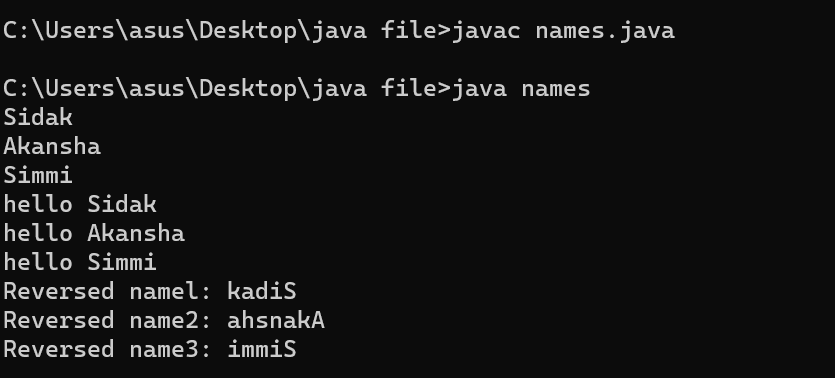 C:\Users\asus\Desktop\java file>javac names.java
C:\Users\asus\Desktop\java file>java names
Sidak
Akansha
Simmi
hello Sidak
hello Akansha
hello Simmi
Reversed namel: kadiS
Reversed name2: ahsnakA
Reversed name3: immiS